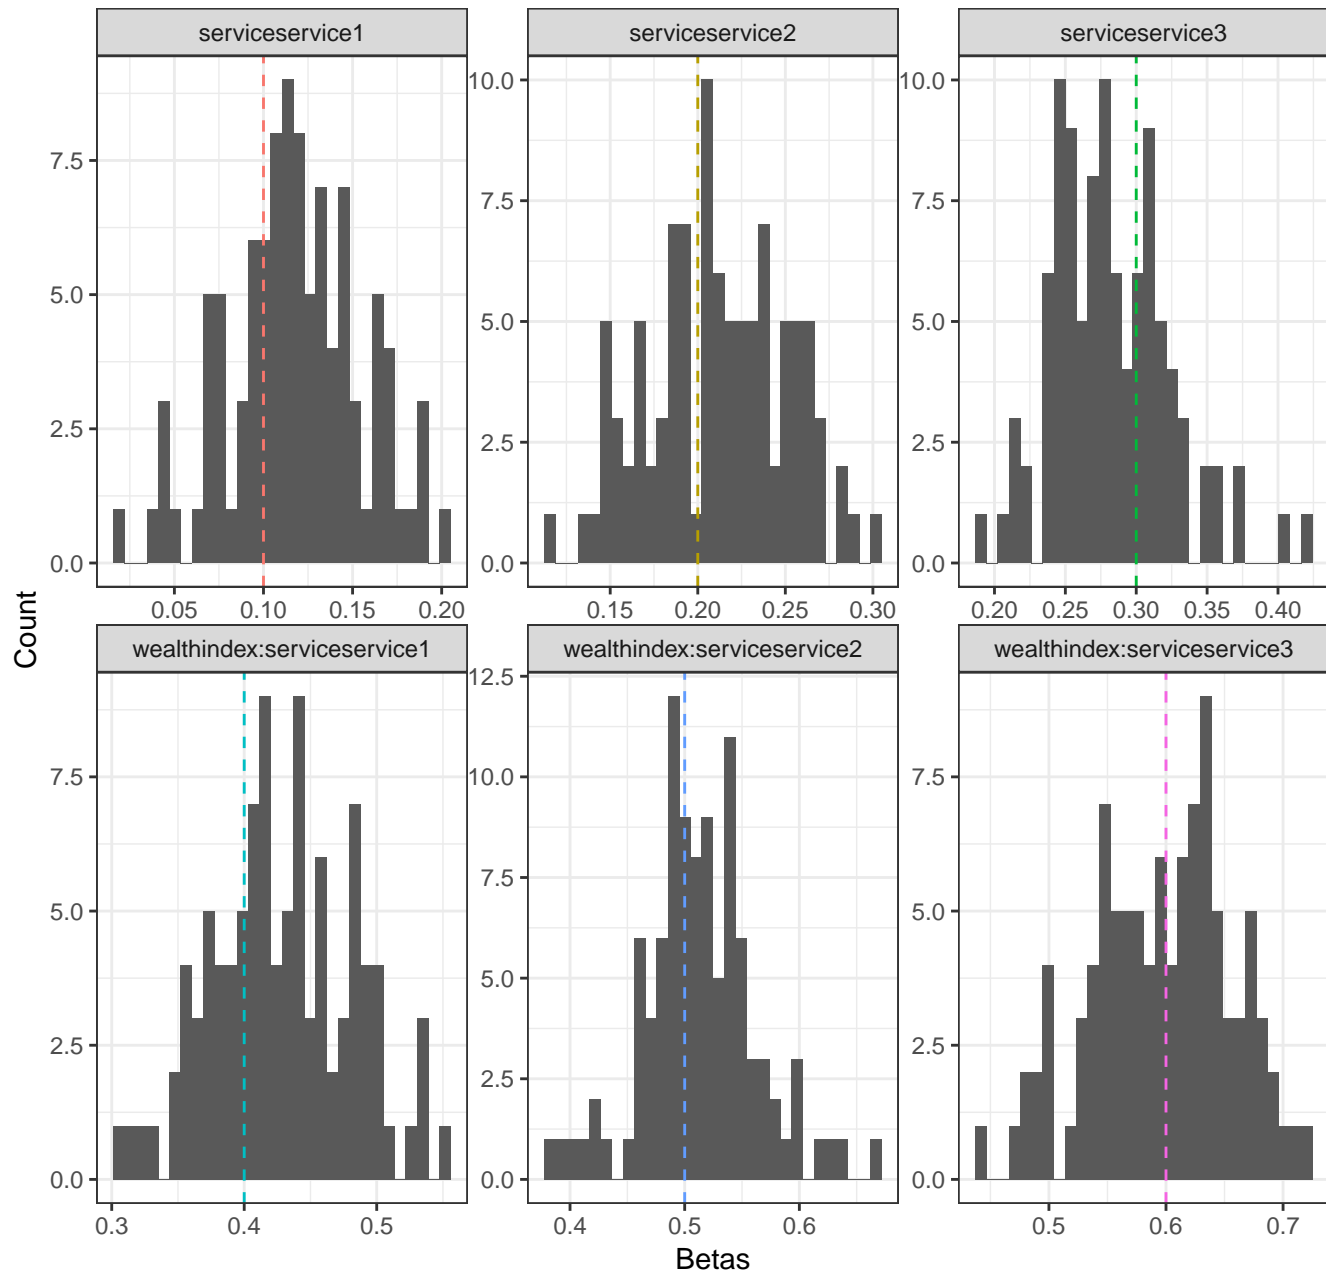 serviceservice1 serviceservice2 serviceservice3
10.0 10.0
7.5 7.5 7.5
5.0 5.0 5.0
2.5 2.5 2.5
0.0 0.0 0.0
0.05 0.10 0.15 0.20 0.15 0.20 0.25 0.30 0.20 0.25 0.30 0.35 0.40
Count
wealthindex:serviceservice1 wealthindex:serviceservice2 wealthindex:serviceservice3
12.5
7.5 10.0 7.5
5.0 7.5 5.0
5.0
2.5 2.5 2.5
0.0 0.0 0.0
0.3 0.4 0.5 0.4 0.5 0.6 0.5 0.6 0.7
Betas